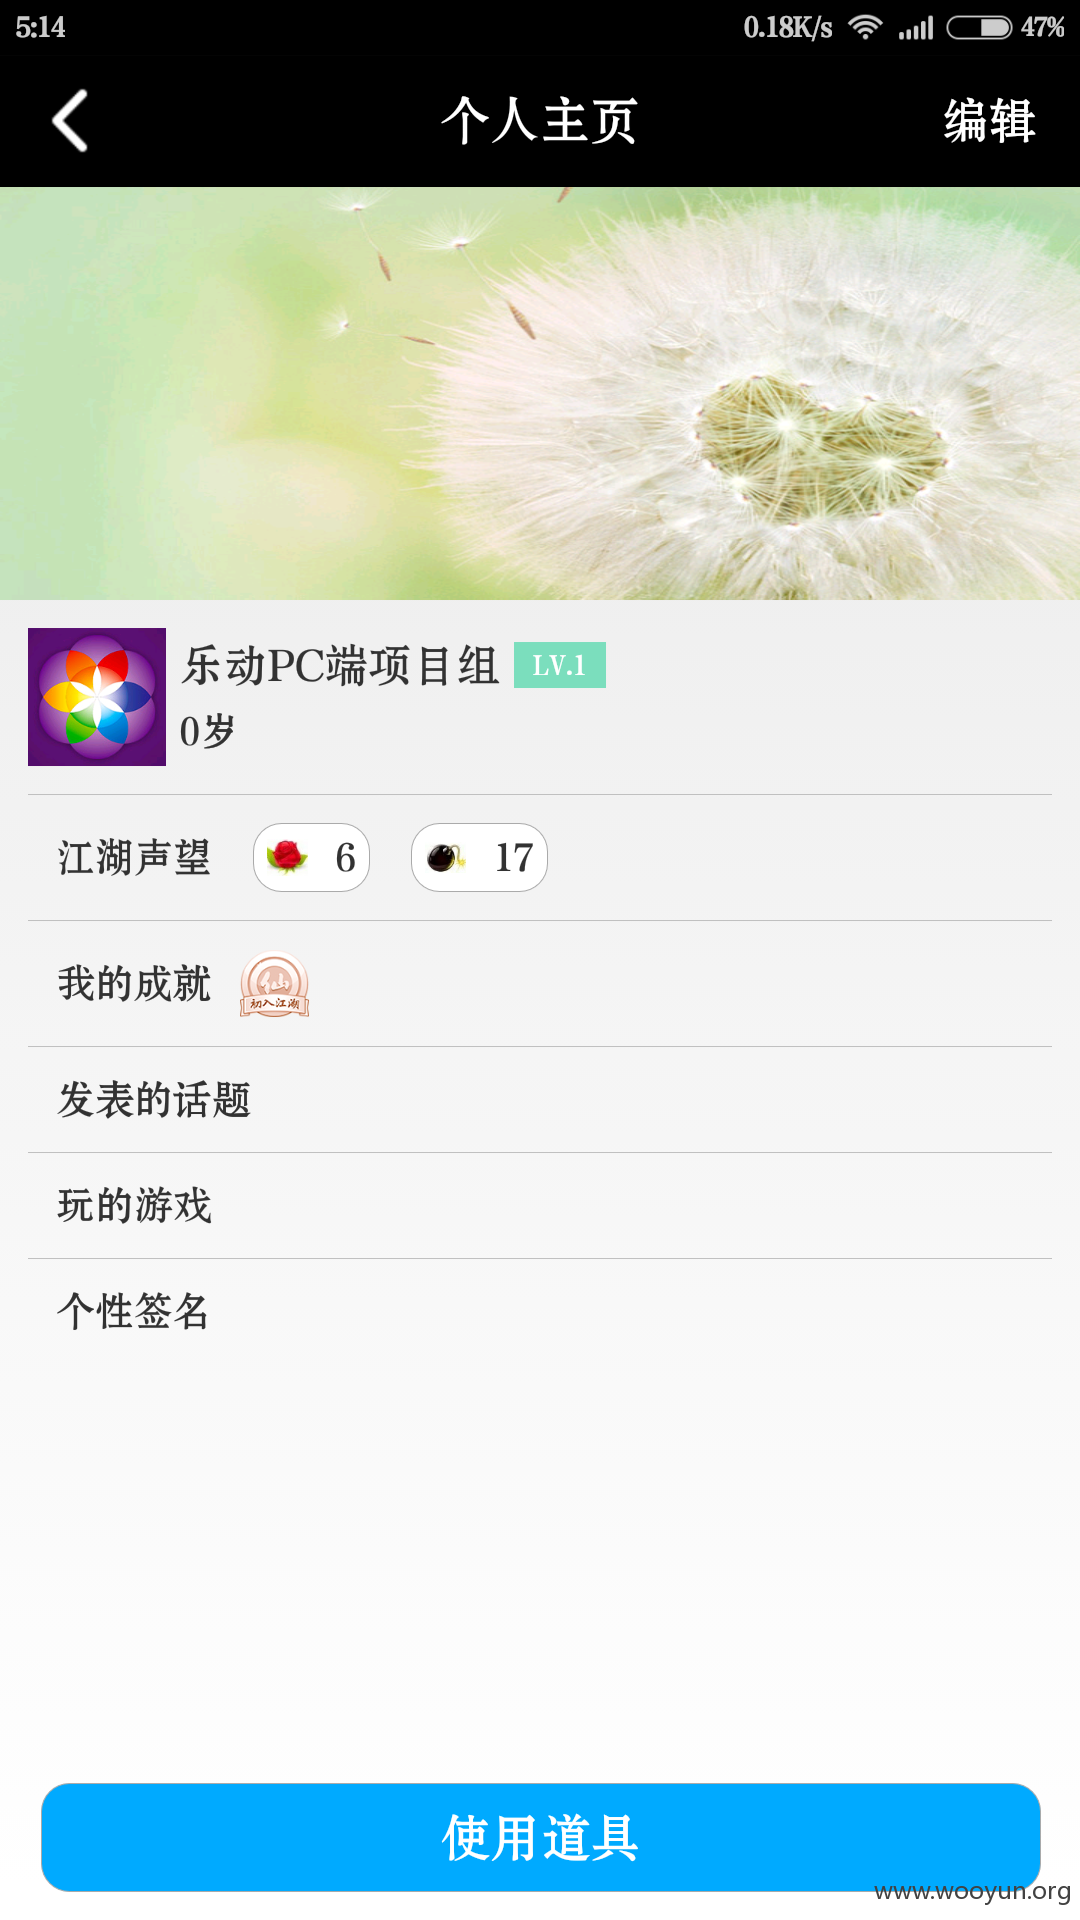 5:14 0.18K/s 47%
个人主页 编辑
乐动PC端项目组 LV.1
0岁
江湖声望 6 17
我的成就 仙 初入江湖
发表的话题
玩的游戏
个性签名
使用道具
www.wooyun.org